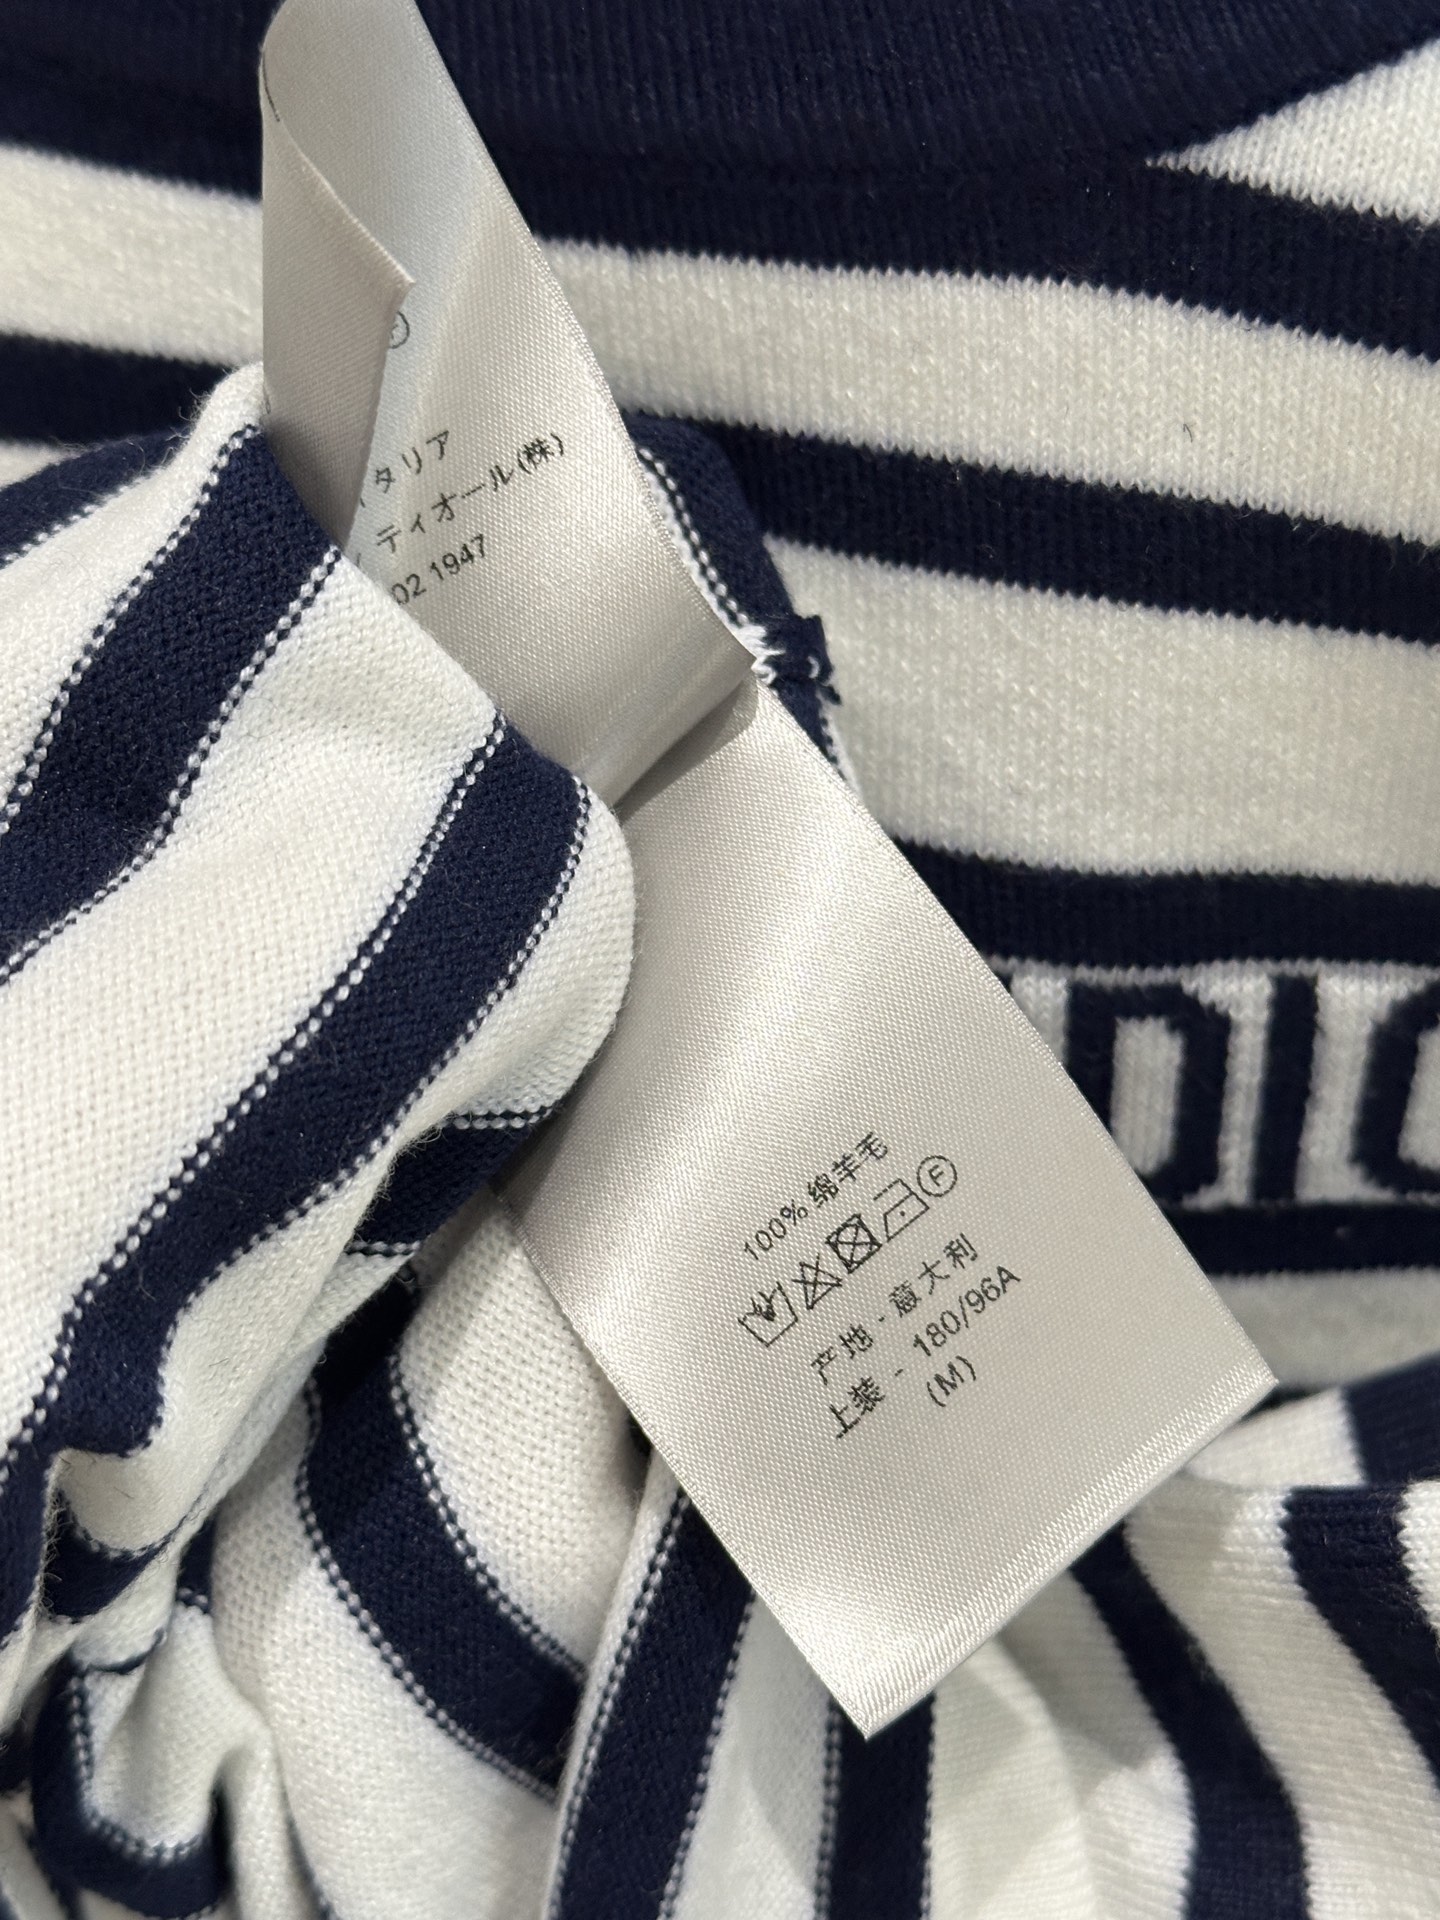 タリア
ティオール(株)
02 1947
100% 绵羊毛
F
产地 - 意大利
上装 - 180/96A
(M)
DIO